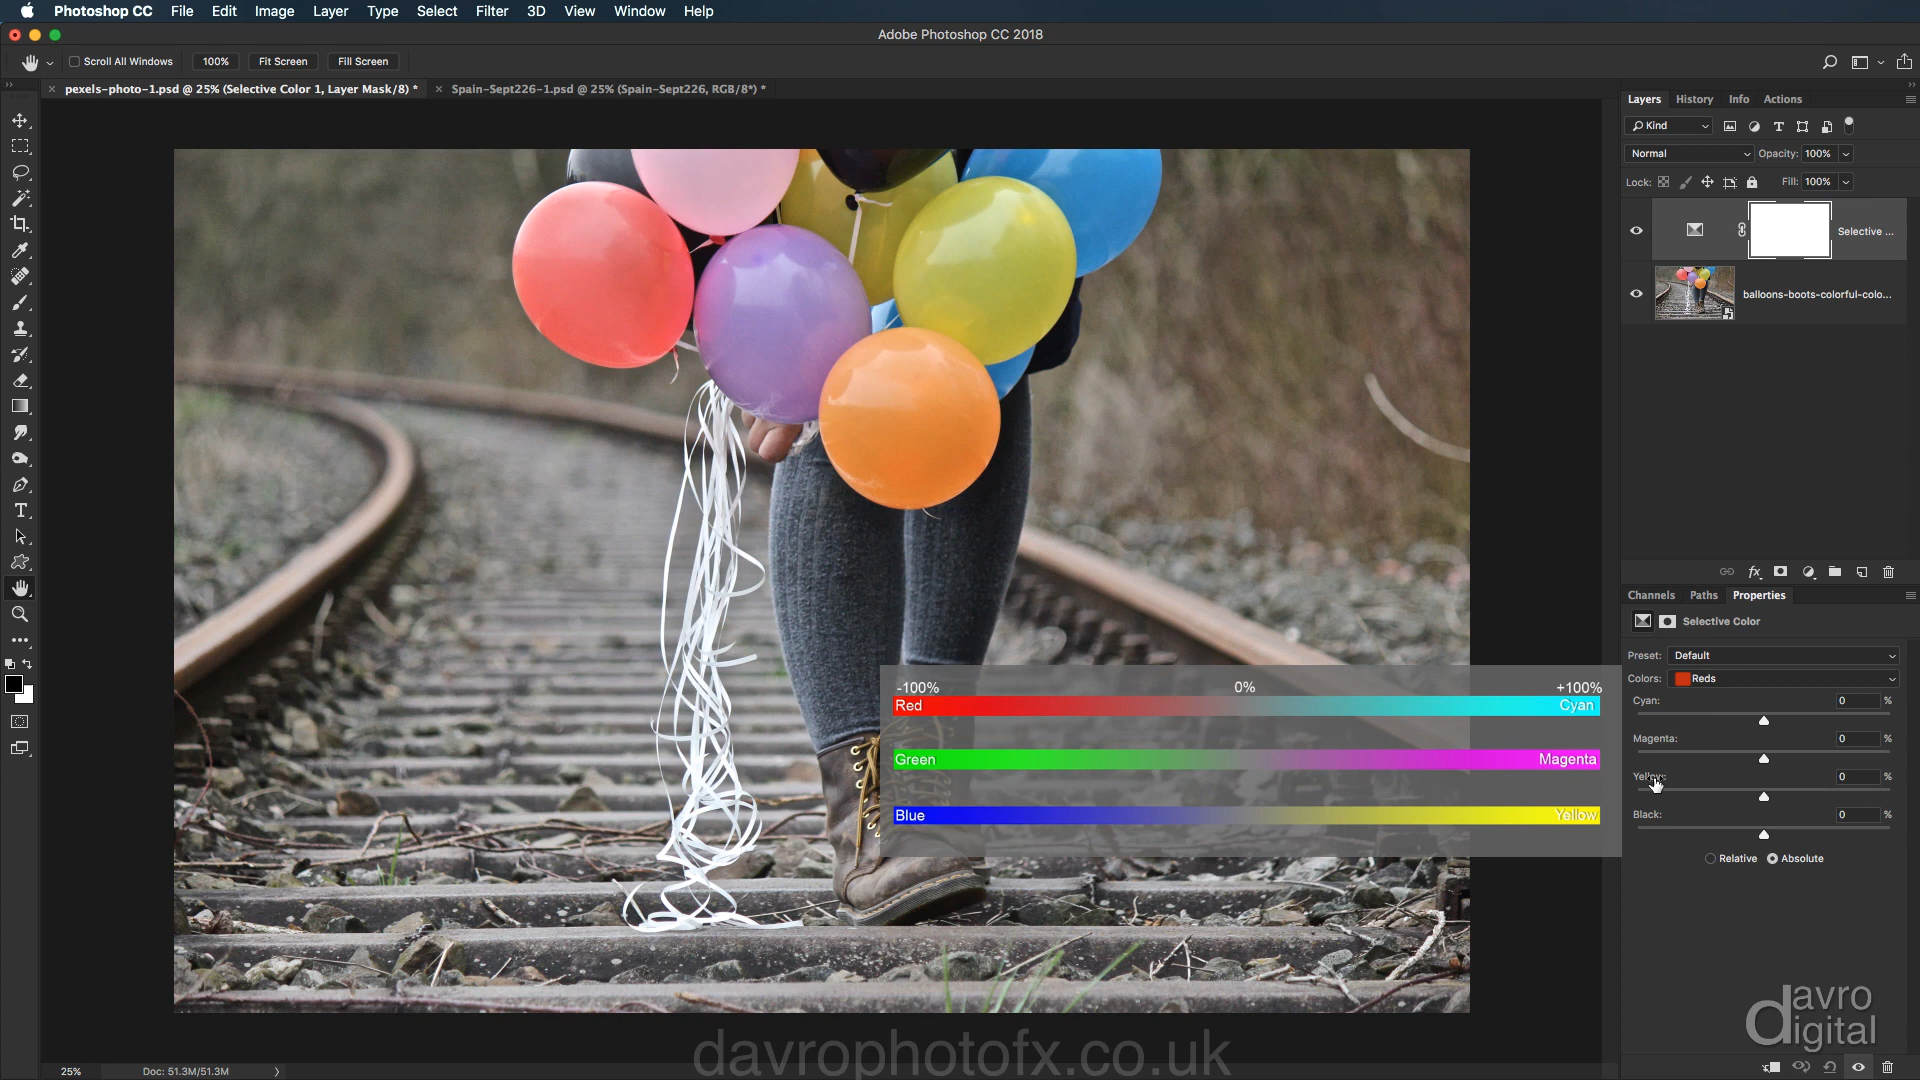 Photoshop CC File Edit Image Layer Type Select Filter 3D View Window Help
Adobe Photoshop CC 2018
Scroll All Windows 100% Fit Screen Fill Screen
pexels-photo-1.psd @ 25% (Selective Color 1, Layer Mask/8) * Spain-Sept226-1.psd @ 25% (Spain-Sept226, RGB/8*) *
Layers History Info Actions
Kind
Normal Opacity: 100%
Lock: Fill: 100%
Selective ...
balloons-boots-colorful-colo...
Channels Paths Properties
Selective Color
Preset: Default
Colors: Reds
Cyan: 0 %
Magenta: 0 %
Yellow: 0 %
Black: 0 %
Relative Absolute
-100% 0% +100%
Red Cyan
Green Magenta
Blue Yellow
davro
digital
davrophotofx.co.uk
25% Doc: 51.3M/51.3M